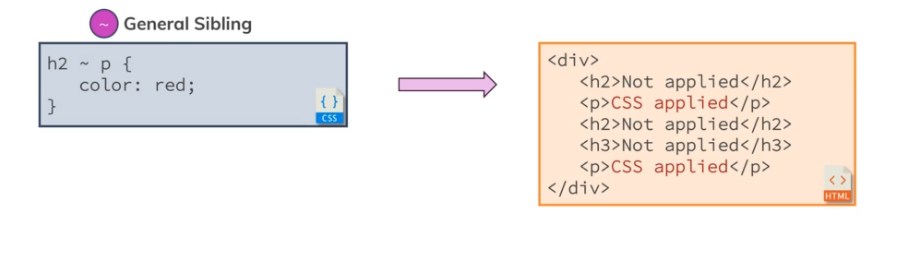 ~ General Sibling
h2 ~ p {
color: red;
}
{ }
CSS
<div>
<h2>Not applied</h2>
<p>CSS applied</p>
<h2>Not applied</h2>
<h3>Not applied</h3>
<p>CSS applied</p>
</div>
<>
HTML